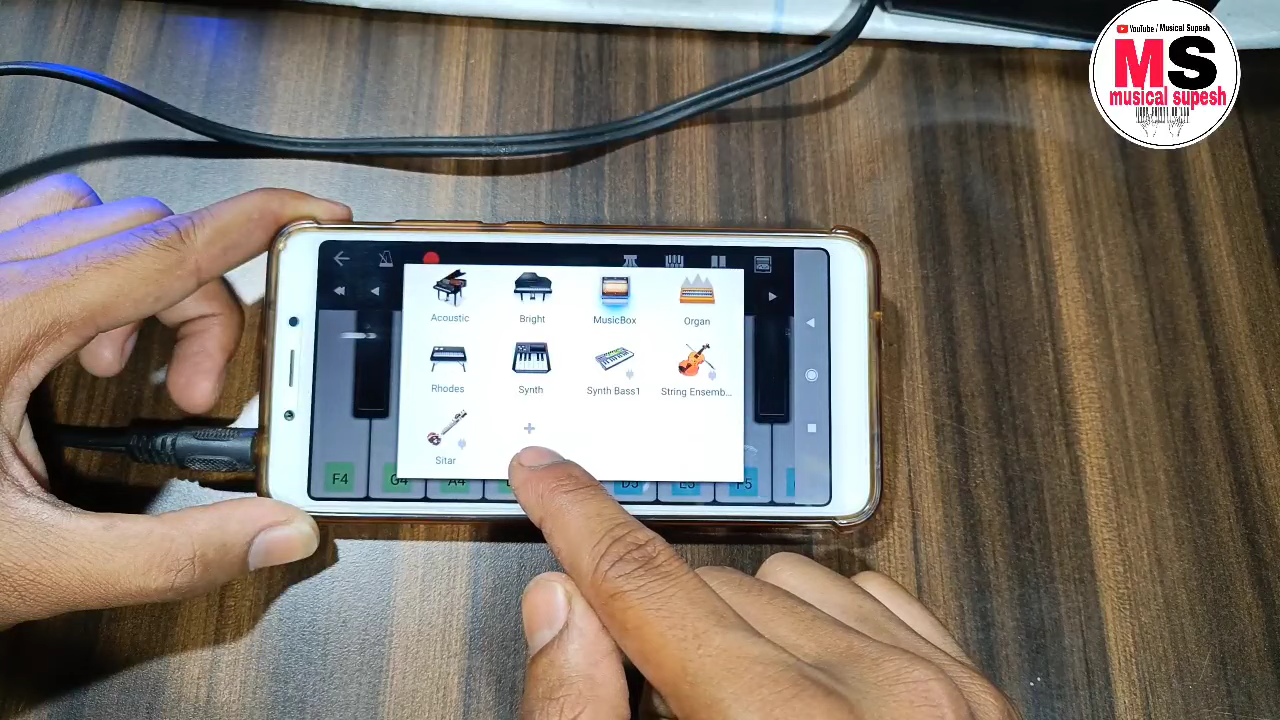 YouTube / Musical Supesh
MS
musical supesh
Acoustic
Bright
MusicBox
Organ
Rhodes
Synth
Synth Bass1
String Ensemb...
Sitar
F4
G4
A4
D5
E5
F5